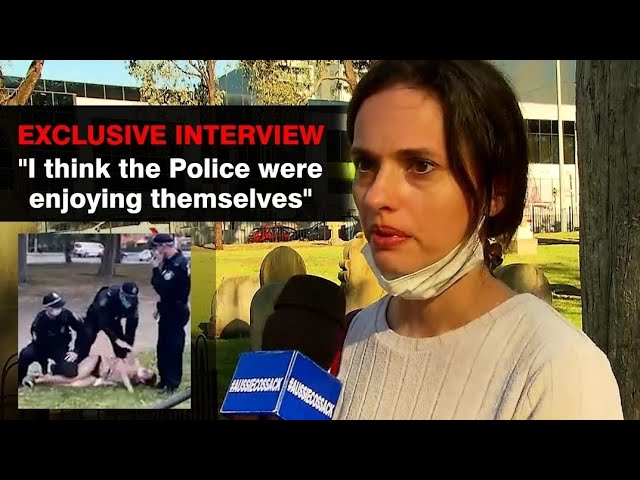 EXCLUSIVE INTERVIEW
"I think the Police were
enjoying themselves"
#AUSSIECOSSACK
#AUSSIECOSSACK